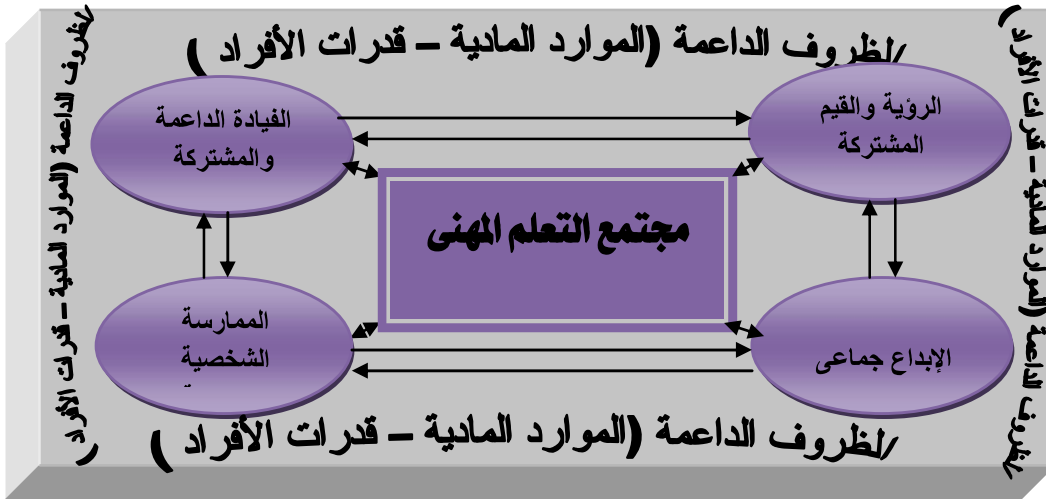 الظروف الداعمة (الموارد المادية – قدرات الأفراد )
الظروف الداعمة (الموارد المادية – قدرات الأفراد )
الرؤية والقيم
المشتركة
الفيادة الداعمة
والمشتركة
مجتمع التعلم المهنى
الإبداع جماعى
الممارسة
الشخصية
الظروف الداعمة (الموارد المادية – قدرات الأفراد )
الظروف الداعمة (الموارد المادية – قدرات الأفراد )